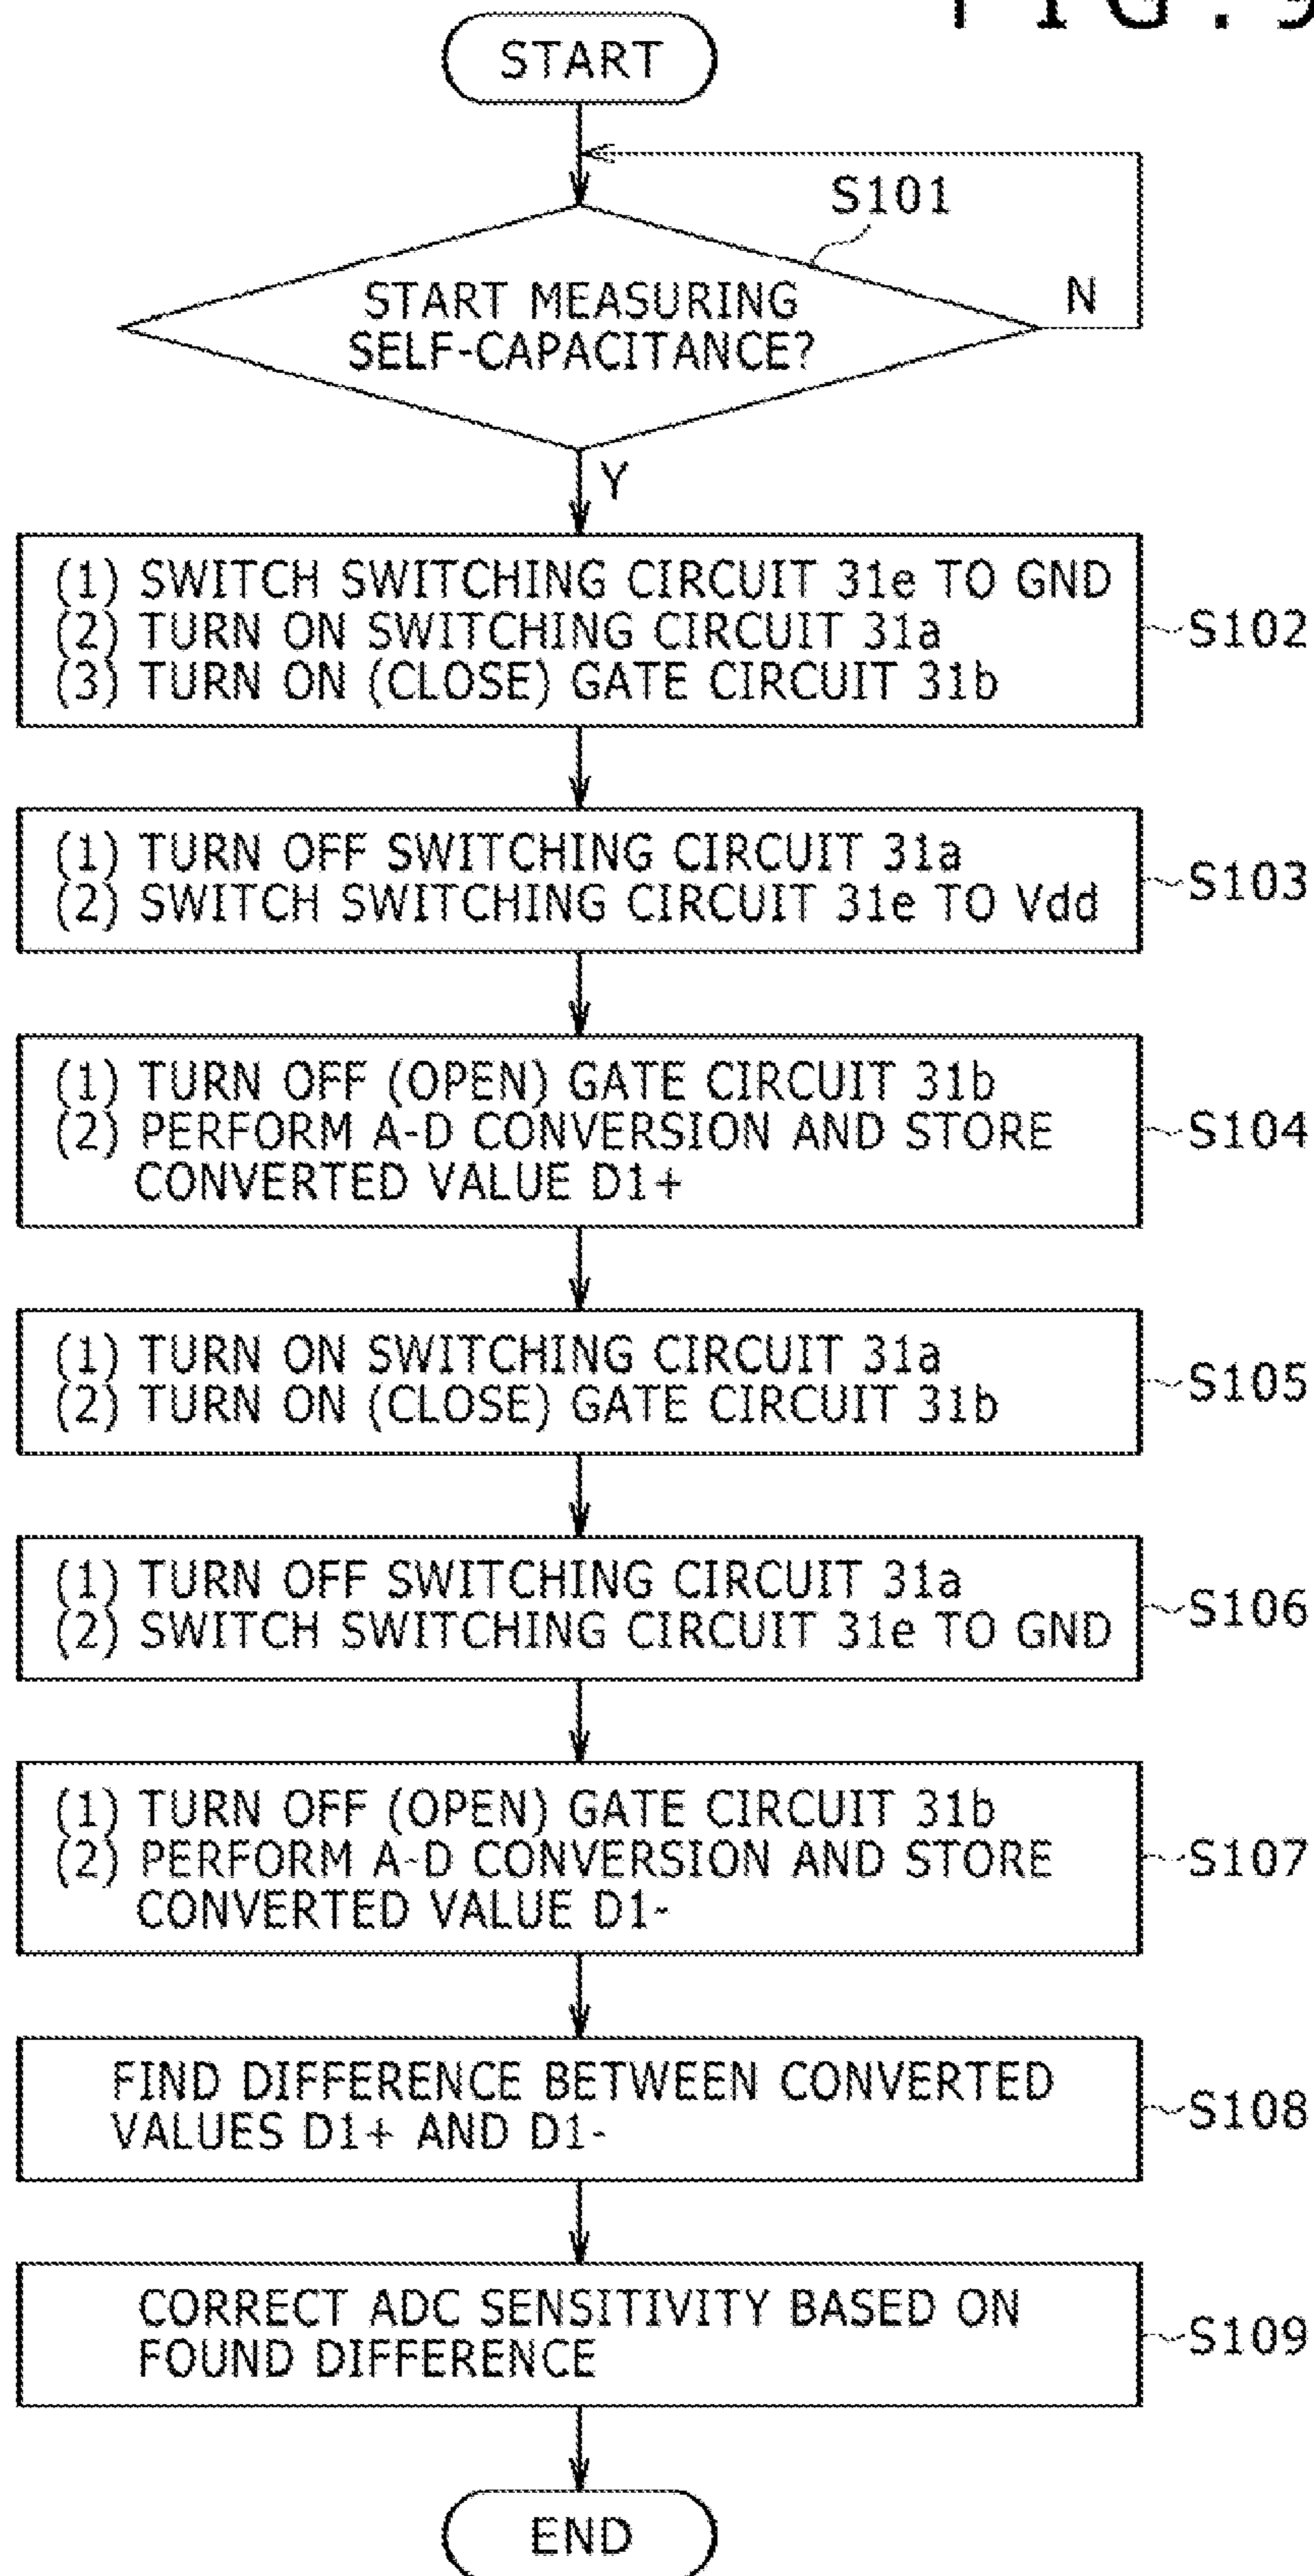 FIG.9
START
S101
START MEASURING
SELF-CAPACITANCE?
N
Y
(1) SWITCH SWITCHING CIRCUIT 31e TO GND
(2) TURN ON SWITCHING CIRCUIT 31a
(3) TURN ON (CLOSE) GATE CIRCUIT 31b
S102
(1) TURN OFF SWITCHING CIRCUIT 31a
(2) SWITCH SWITCHING CIRCUIT 31e TO Vdd
S103
(1) TURN OFF (OPEN) GATE CIRCUIT 31b
(2) PERFORM A-D CONVERSION AND STORE
CONVERTED VALUE D1+
S104
(1) TURN ON SWITCHING CIRCUIT 31a
(2) TURN ON (CLOSE) GATE CIRCUIT 31b
S105
(1) TURN OFF SWITCHING CIRCUIT 31a
(2) SWITCH SWITCHING CIRCUIT 31e TO GND
S106
(1) TURN OFF (OPEN) GATE CIRCUIT 31b
(2) PERFORM A-D CONVERSION AND STORE
CONVERTED VALUE D1-
S107
FIND DIFFERENCE BETWEEN CONVERTED
VALUES D1+ AND D1-
S108
CORRECT ADC SENSITIVITY BASED ON
FOUND DIFFERENCE
S109
END